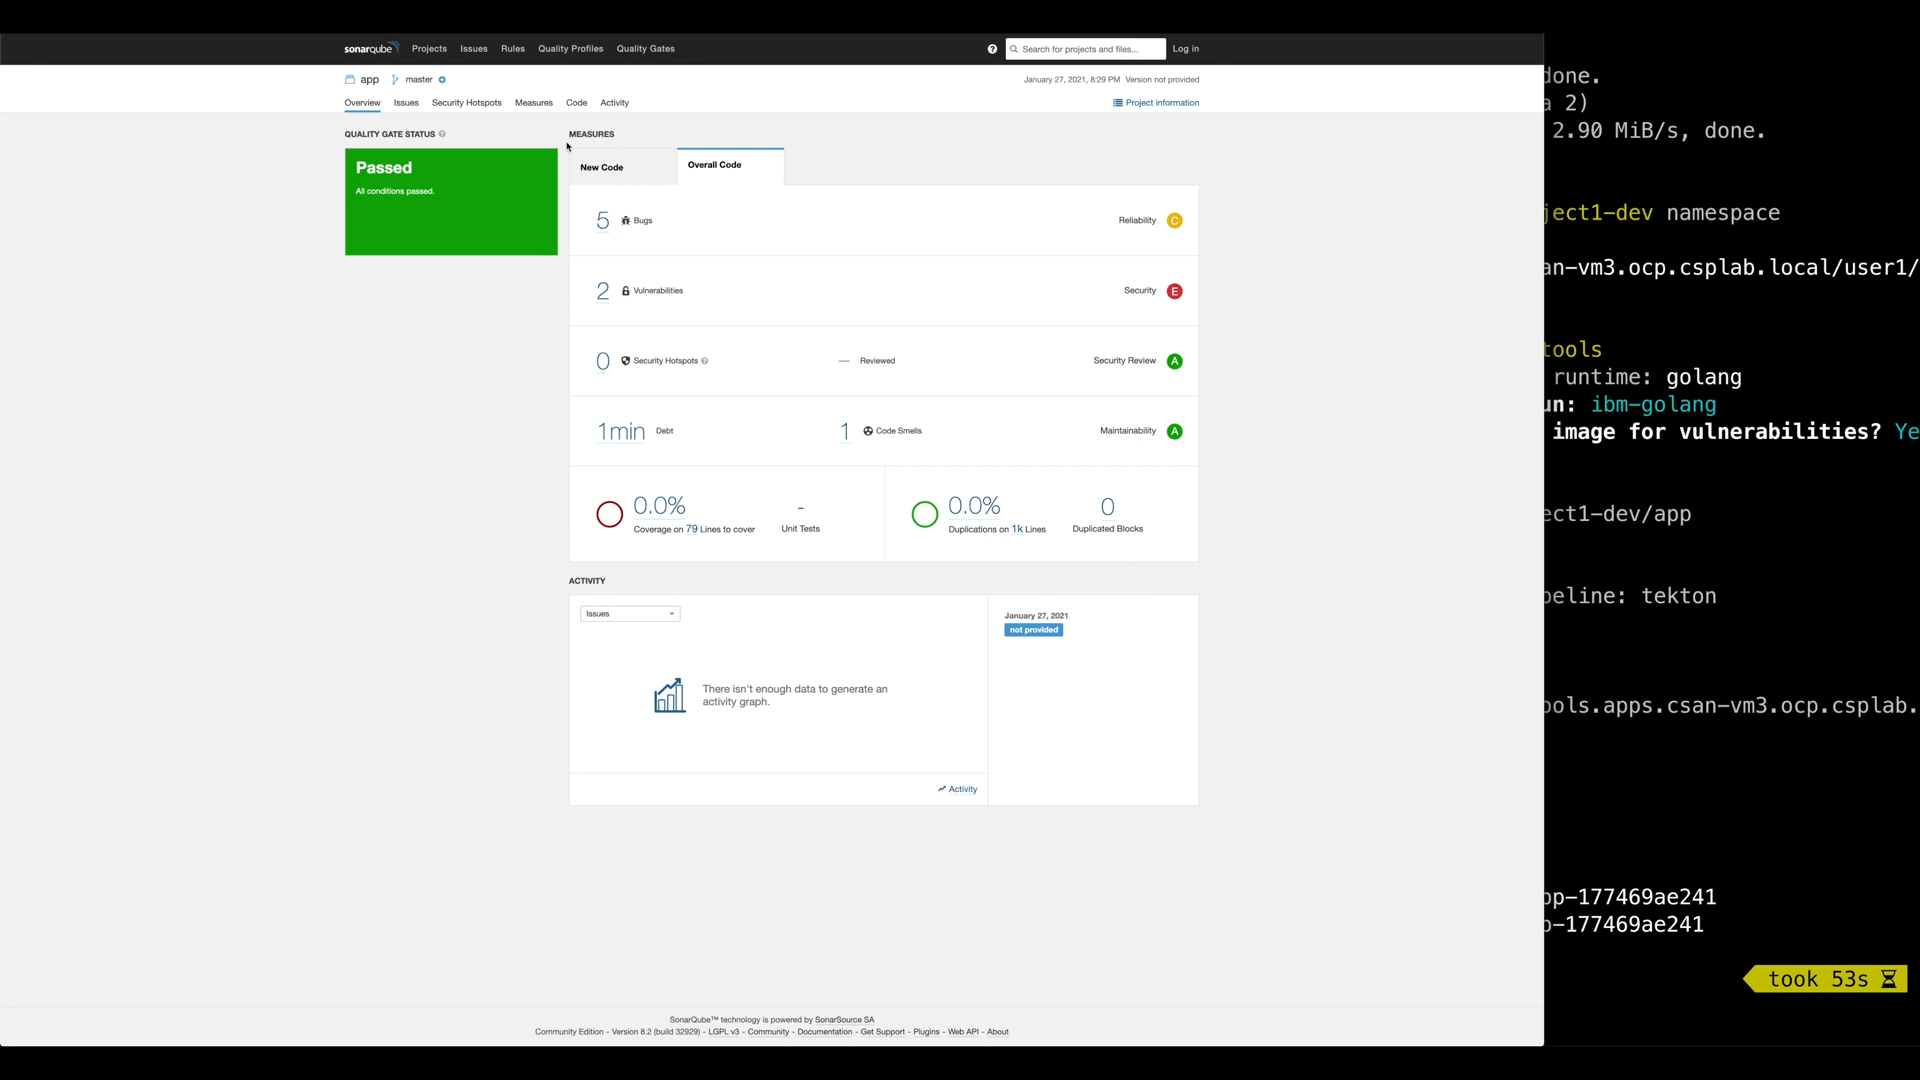 sonarqube Projects Issues Rules Quality Profiles Quality Gates Search for projects and files... Log in
app master January 27, 2021, 8:29 PM Version not provided
Overview Issues Security Hotspots Measures Code Activity Project information
QUALITY GATE STATUS MEASURES
Passed
All conditions passed.
New Code Overall Code
5 Bugs Reliability C
2 Vulnerabilities Security E
0 Security Hotspots — Reviewed Security Review A
1min Debt 1 Code Smells Maintainability A
0.0% - 0.0% 0
Coverage on 79 Lines to cover Unit Tests Duplications on 1k Lines Duplicated Blocks
ACTIVITY
Issues
January 27, 2021
not provided
There isn't enough data to generate an
activity graph.
Activity
SonarQube™ technology is powered by SonarSource SA
Community Edition - Version 8.2 (build 32929) - LGPL v3 - Community - Documentation - Get Support - Plugins - Web API - About
done.
2)
2.90 MiB/s, done.
ject1-dev namespace
an-vm3.ocp.csplab.local/user1/
tools
runtime: golang
un: ibm-golang
image for vulnerabilities? Ye
ect1-dev/app
peline: tekton
ools.apps.csan-vm3.ocp.csplab.
pp-177469ae241
p-177469ae241
took 53s